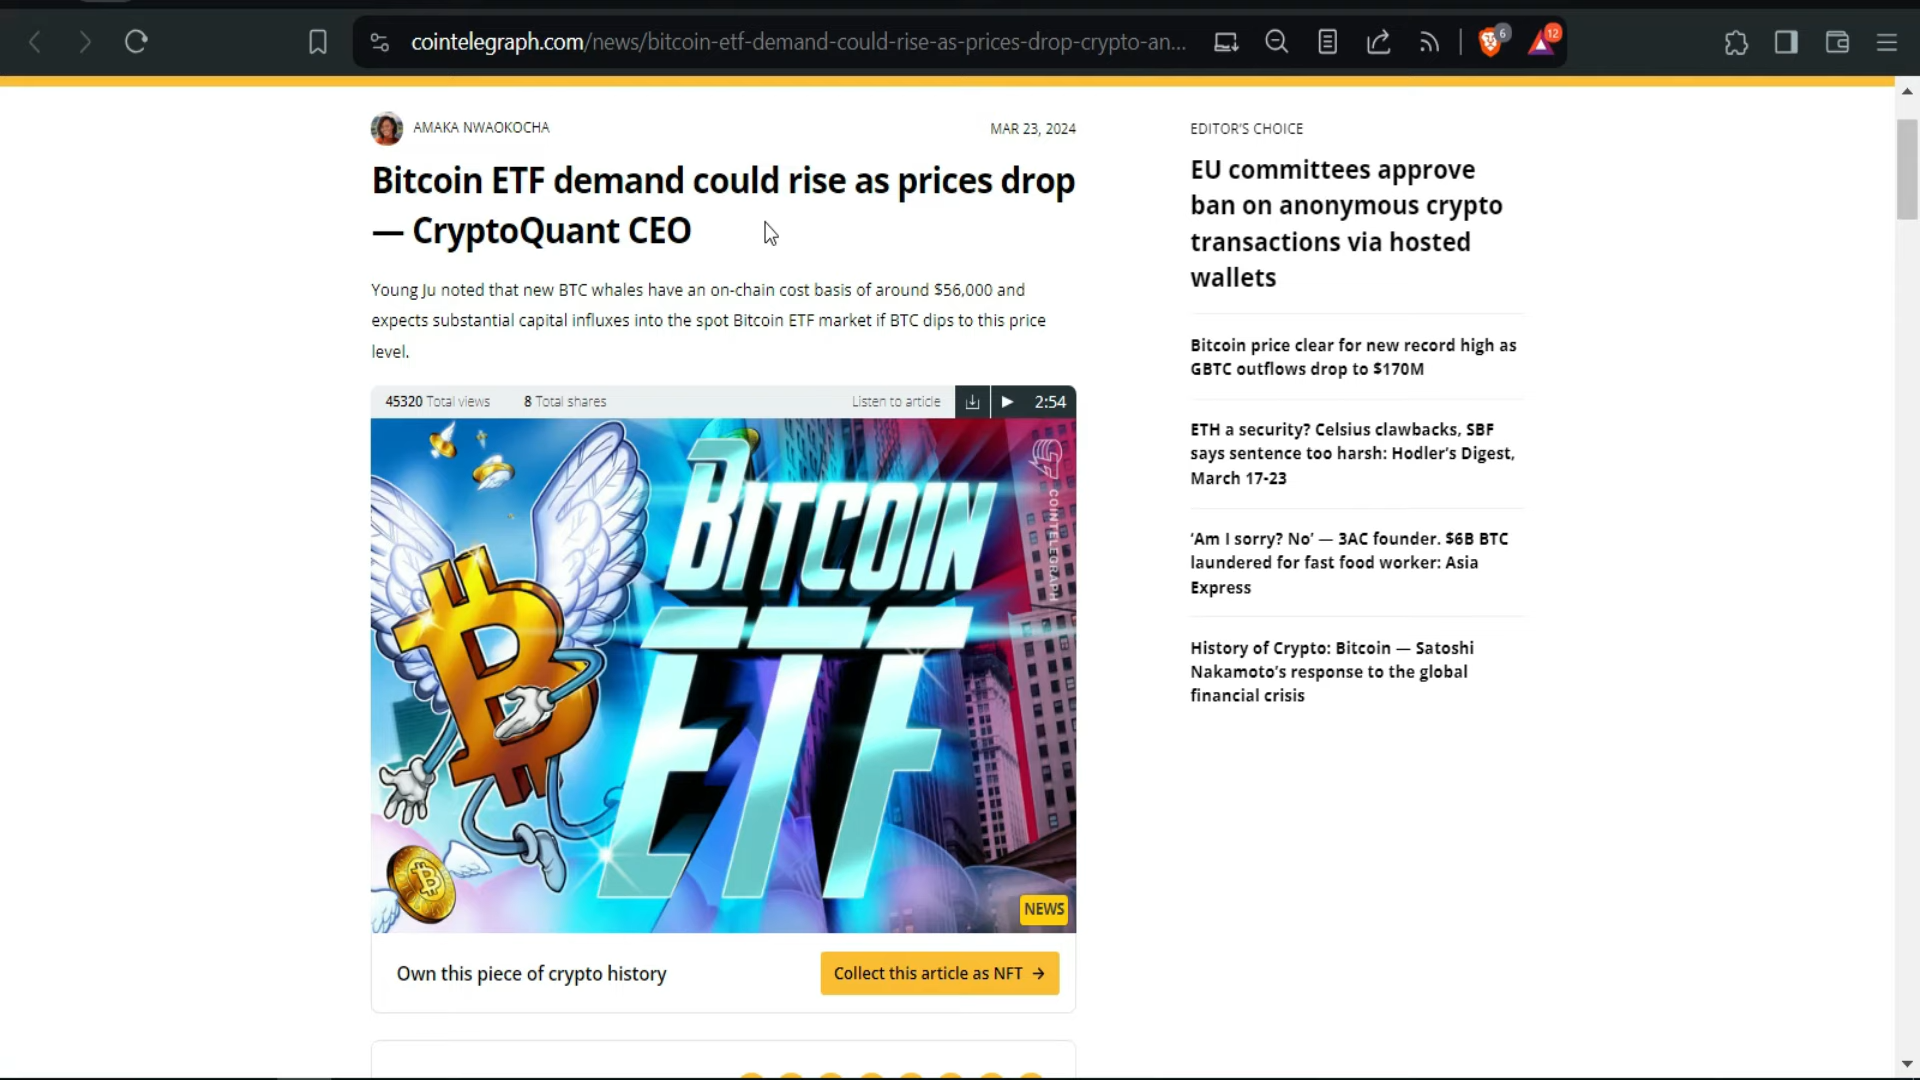 cointelegraph.com/news/bitcoin-etf-demand-could-rise-as-prices-drop-crypto-an...
6
12
AMAKA NWAOKOCHA
MAR 23, 2024
Bitcoin ETF demand could rise as prices drop
— CryptoQuant CEO
Young Ju noted that new BTC whales have an on-chain cost basis of around $56,000 and
expects substantial capital influxes into the spot Bitcoin ETF market if BTC dips to this price
level.
45320 Total views
8 Total shares
Listen to article
2:54
BITCOIN
ETF
COINTELEGRAPH
NEWS
Own this piece of crypto history
Collect this article as NFT →
EDITOR'S CHOICE
EU committees approve
ban on anonymous crypto
transactions via hosted
wallets
Bitcoin price clear for new record high as
GBTC outflows drop to $170M
ETH a security? Celsius clawbacks, SBF
says sentence too harsh: Hodler's Digest,
March 17-23
‘Am I sorry? No’ — 3AC founder. $6B BTC
laundered for fast food worker: Asia
Express
History of Crypto: Bitcoin — Satoshi
Nakamoto’s response to the global
financial crisis